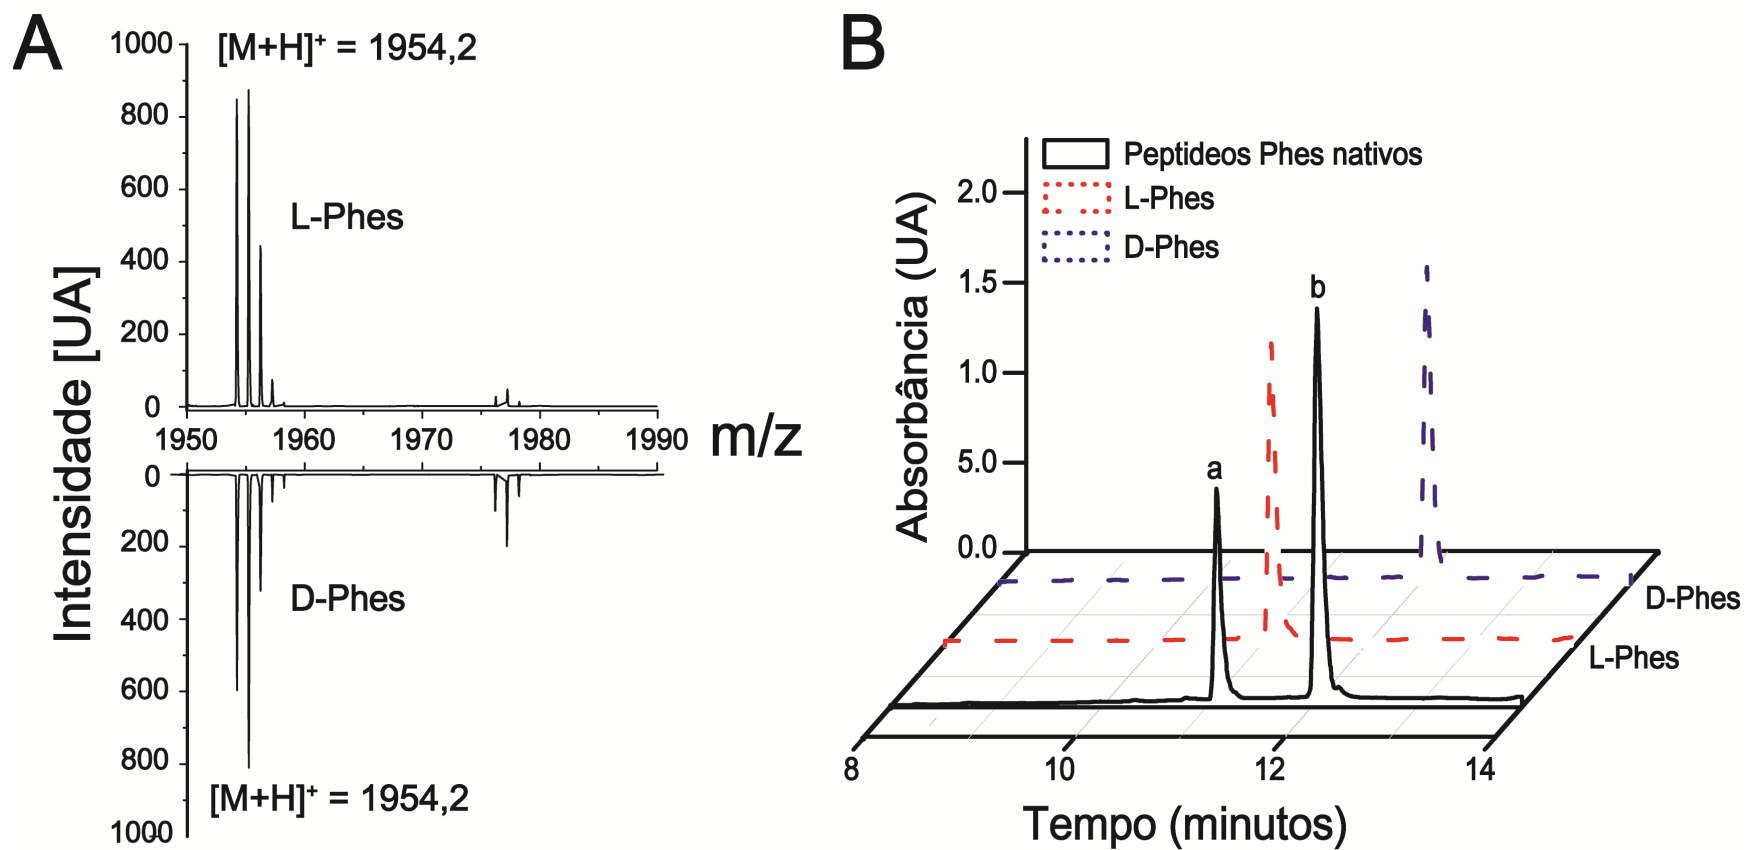 A
[M+H]⁺ = 1954,2
1000
800
600
400
200
0
L-Phes
Intensidade [UA]
1950 1960 1970 1980 1990 m/z
0
200
400
600
800
1000
D-Phes
[M+H]⁺ = 1954,2
B
Peptideos Phes nativos
L-Phes
D-Phes
Absorbância (UA)
2.0
1.5
1.0
5.0
0.0
a
b
D-Phes
L-Phes
8 10 12 14
Tempo (minutos)